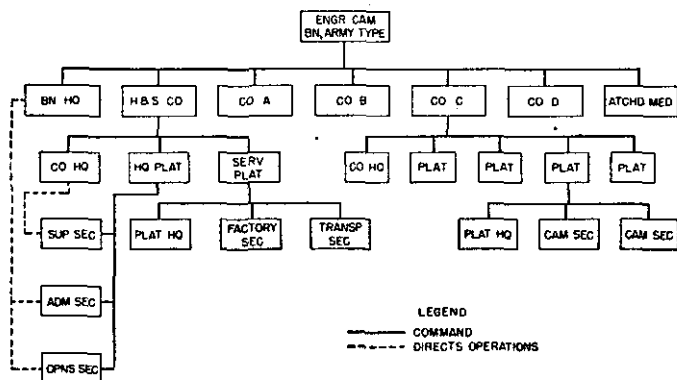 ENGR CAM
BN, ARMY TYPE
BN HQ
H & S CO
CO A
CO B
CO C
CO D
ATCHD MED
CO HQ
HQ PLAT
SERV
PLAT
CO HQ
PLAT
PLAT
PLAT
PLAT
SUP SEC
PLAT HQ
FACTORY
SEC
TRANSP
SEC
PLAT HQ
CAM SEC
CAM SEC
ADM SEC
OPNS SEC
LEGEND
COMMAND
DIRECTS OPERATIONS